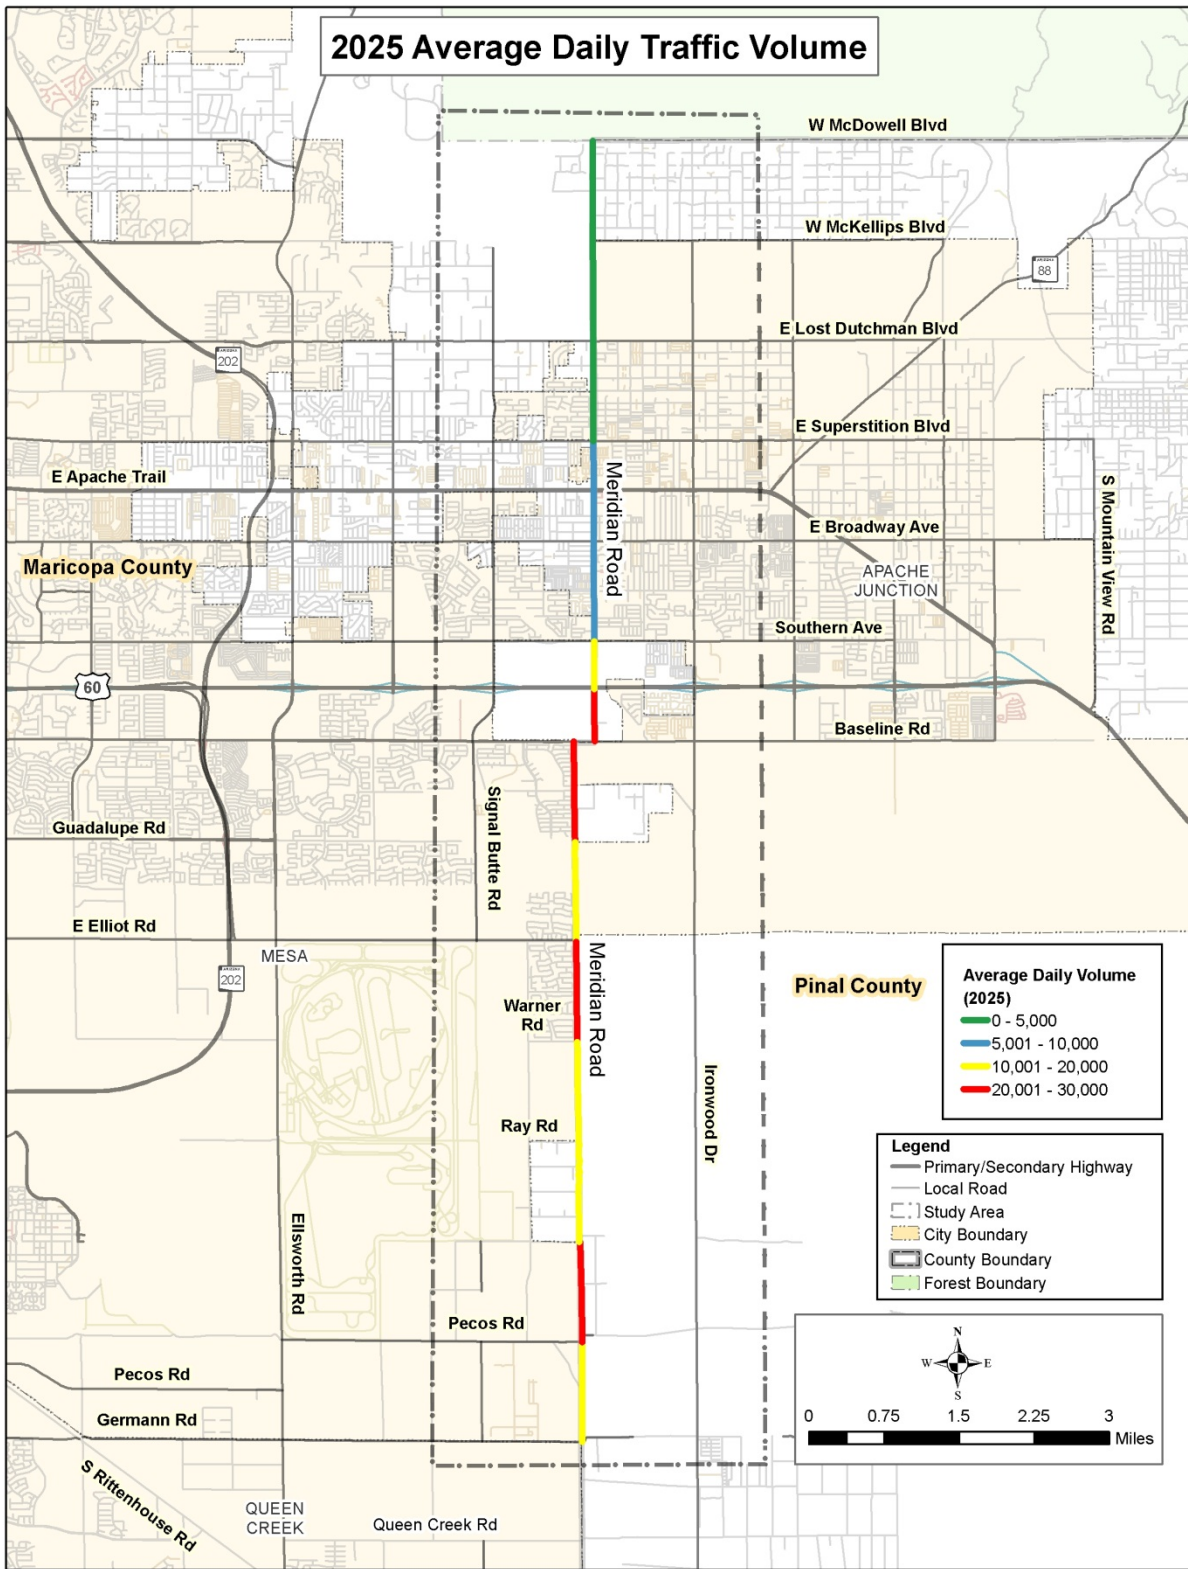 2025 Average Daily Traffic Volume
W McDowell Blvd
W McKellips Blvd
ARIZONA
88
E Lost Dutchman Blvd
ARIZONA
202
E Superstition Blvd
E Apache Trail
Meridian Road
S Mountain View Rd
E Broadway Ave
Maricopa County
APACHE
JUNCTION
Southern Ave
60
Baseline Rd
Signal Butte Rd
Guadalupe Rd
E Elliot Rd
MESA
ARIZONA
202
Meridian Road
Pinal County
Warner
Rd
Average Daily Volume
(2025)
0 - 5,000
5,001 - 10,000
10,001 - 20,000
20,001 - 30,000
Ironwood Dr
Ray Rd
Legend
Primary/Secondary Highway
Local Road
Study Area
City Boundary
County Boundary
Forest Boundary
Ellsworth Rd
Pecos Rd
Pecos Rd
Germann Rd
N
W
E
S
0 0.75 1.5 2.25 3
Miles
S Rittenhouse Rd
QUEEN
CREEK
Queen Creek Rd